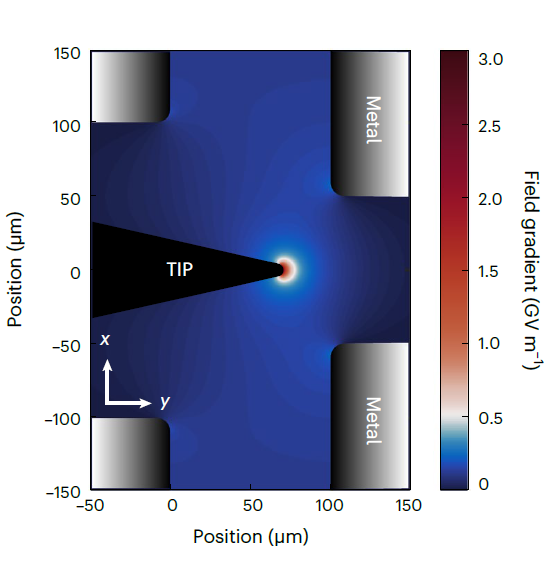 150
100
50
0
−50
−100
−150
Position (µm)
−50
0
50
100
150
Position (µm)
TIP
x
y
Metal
Metal
3.0
2.5
2.0
1.5
1.0
0.5
0
Field gradient (GV m⁻¹)